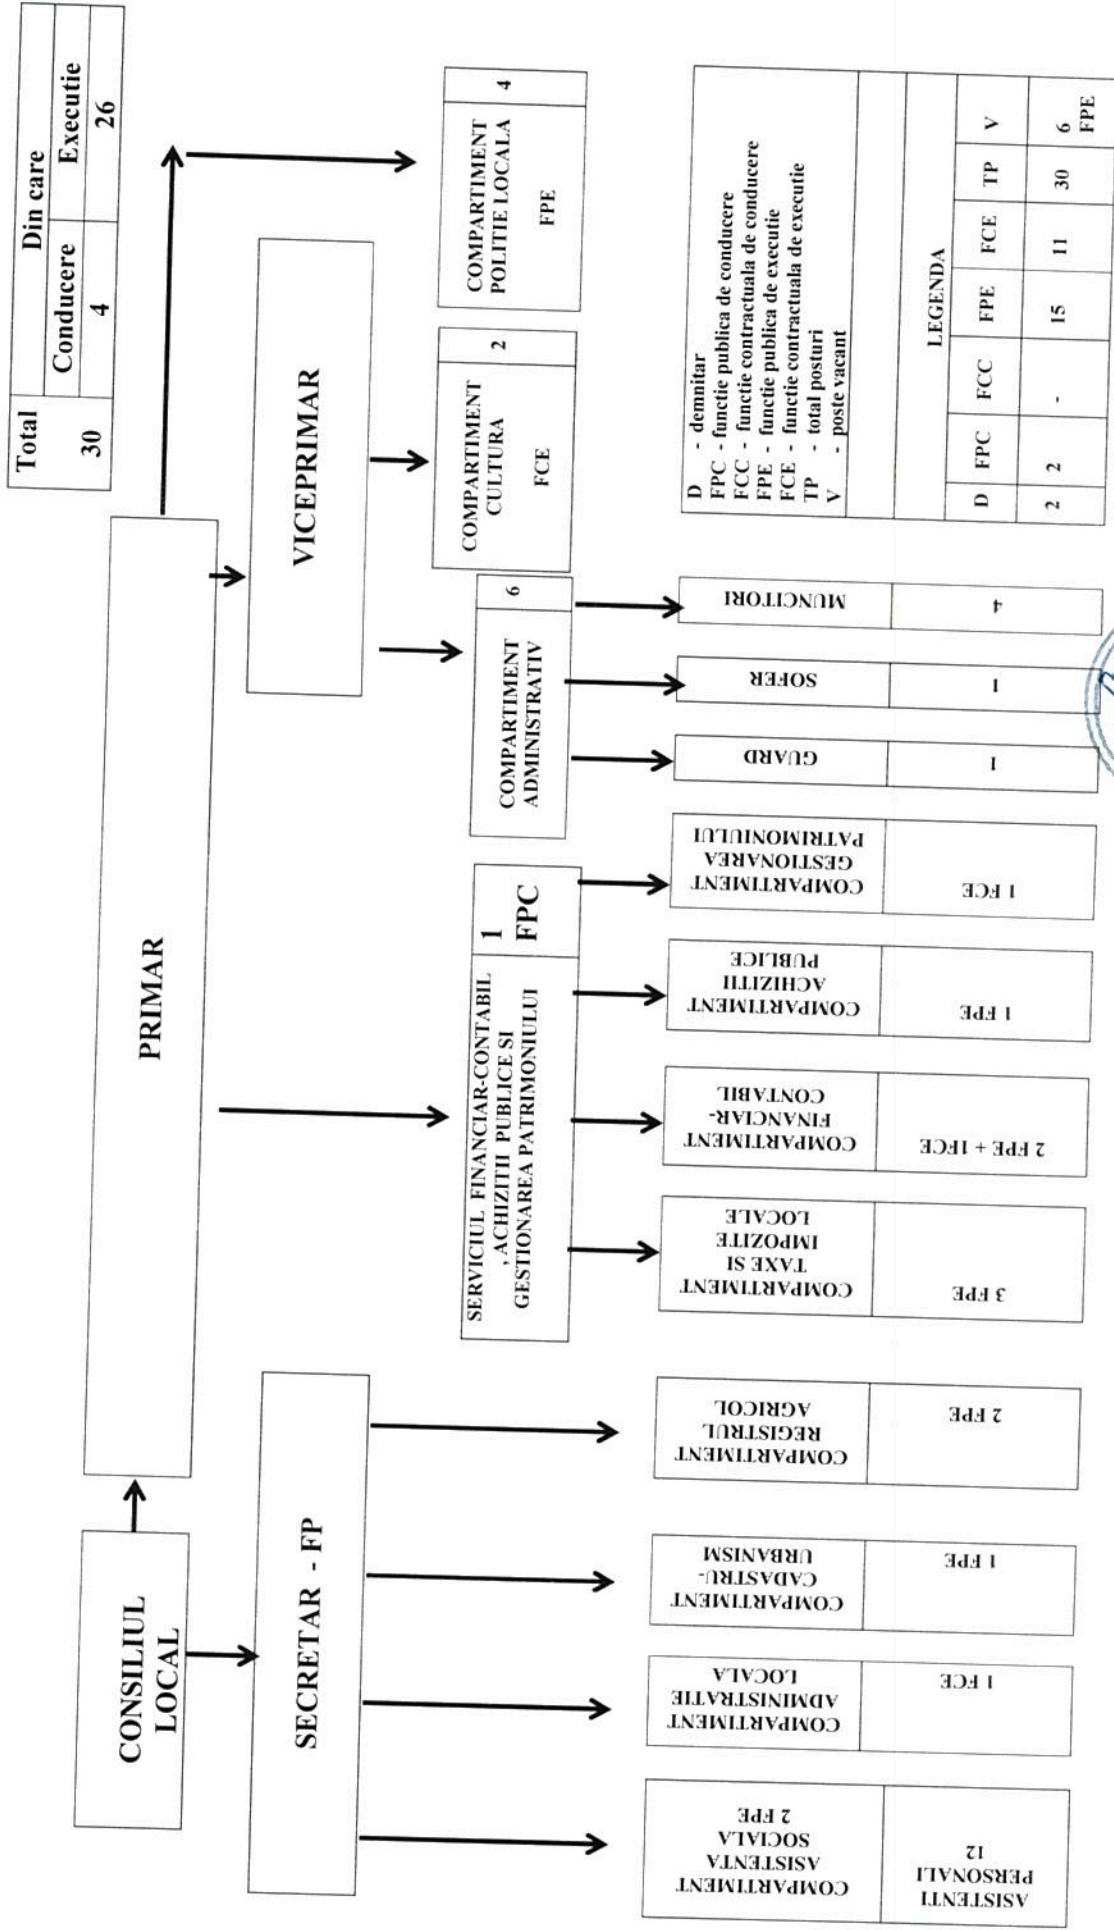 Total
Din care
Conducere
Executie
30
4
26
CONSILIUL
LOCAL
PRIMAR
SECRETAR - FP
VICEPRIMAR
SERVICIUL FINANCIAR-CONTABIL
, ACHIZITII PUBLICE SI
GESTIONAREA PATRIMONIULUI
1
FPC
COMPARTIMENT
ADMINISTRATIV
6
COMPARTIMENT
CULTURA
FCE
2
COMPARTIMENT
POLITIE LOCALA
FPE
4
COMPARTIMENT
ASISTENTA
SOCIALA
2 FPE
ASISTENTI
PERSONALI
12
COMPARTIMENT
ADMINISTRATIE
LOCALA
1 FCE
COMPARTIMENT
CADASTRU-
URBANISM
1 FPE
COMPARTIMENT
REGISTRUL
AGRICOL
2 FPE
COMPARTIMENT
TAXE SI
IMPOZITE
LOCALE
3 FPE
COMPARTIMENT
FINANCIAR-
CONTABIL
2 FPE + 1FCE
COMPARTIMENT
ACHIZITII
PUBLICE
1 FPE
COMPARTIMENT
GESTIONAREA
PATRIMONIULUI
1 FCE
GUARD
1
SOFER
1
MUNCITORI
4
D - demnitar
FPC - functie publica de conducere
FCC - functie contractuala de conducere
FPE - functie publica de executie
FCE - functie contractuala de executie
TP - total posturi
V - poste vacant
LEGENDA
D FPC FCC FPE FCE TP V
2 2 - 15 11 30 6
FPE